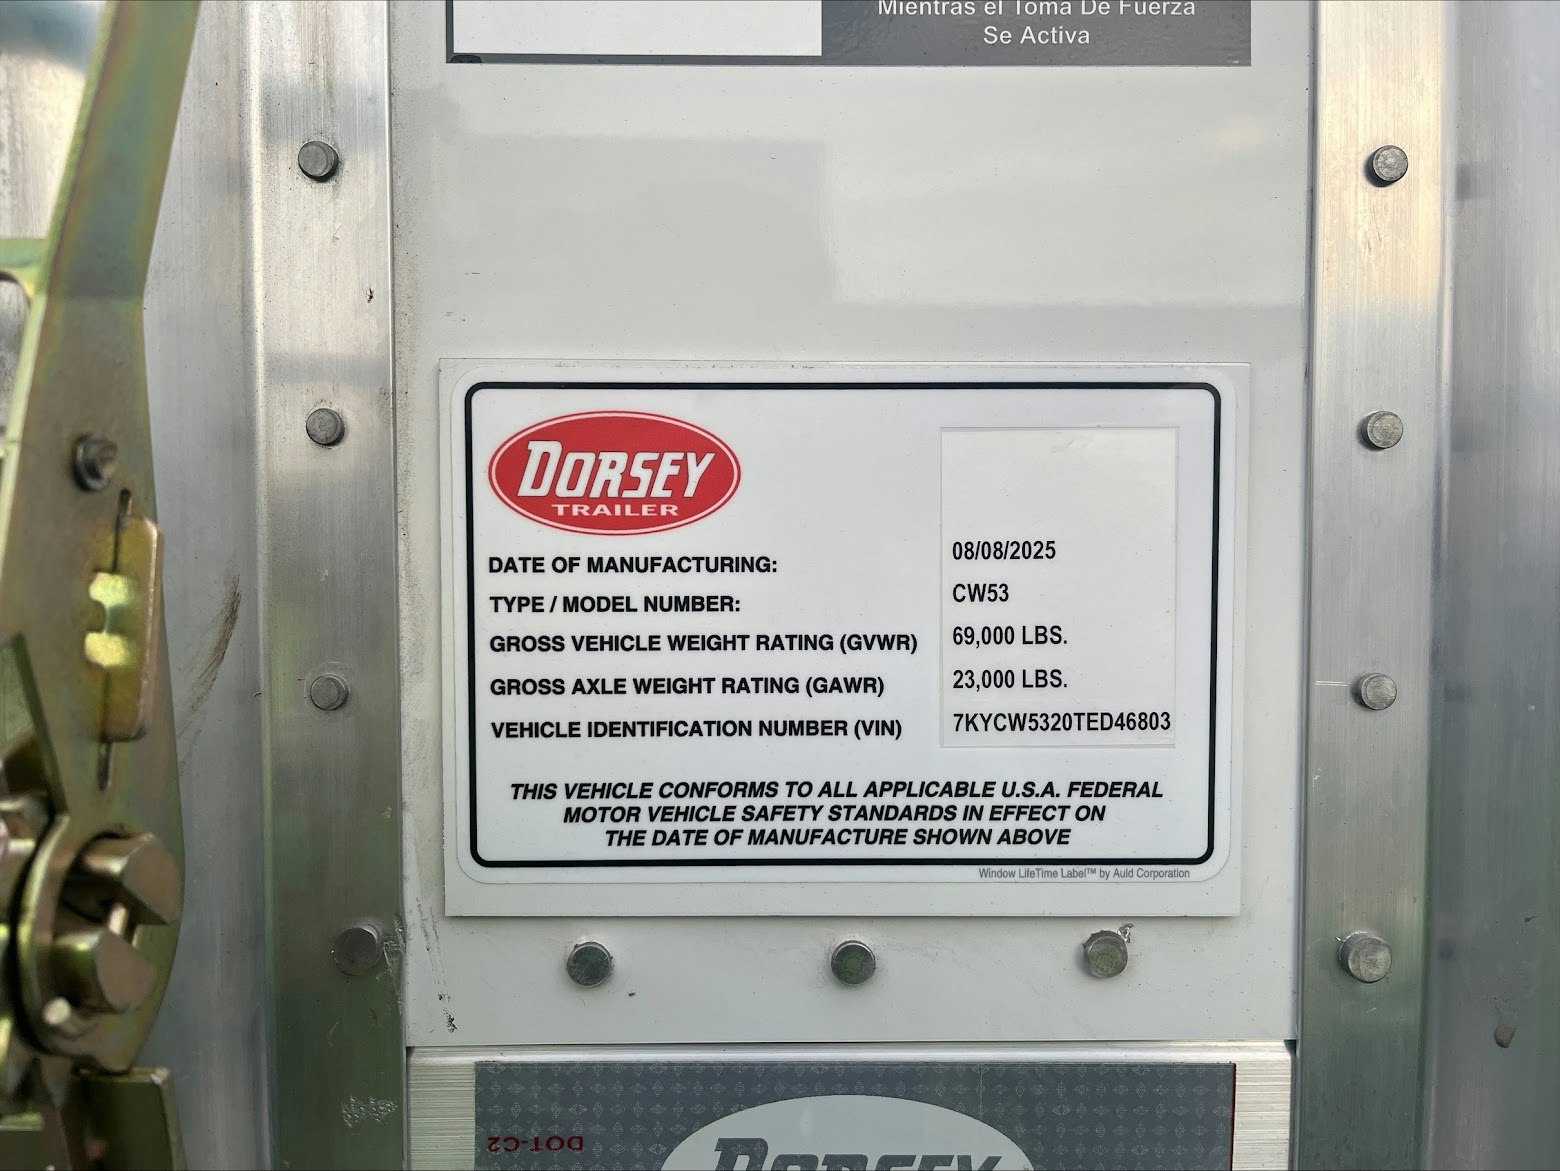 Mientras el Toma De Fuerza
Se Activa
DORSEY
TRAILER
DATE OF MANUFACTURING: 08/08/2025
TYPE / MODEL NUMBER: CW53
GROSS VEHICLE WEIGHT RATING (GVWR) 69,000 LBS.
GROSS AXLE WEIGHT RATING (GAWR) 23,000 LBS.
VEHICLE IDENTIFICATION NUMBER (VIN) 7KYCW5320TED46803
THIS VEHICLE CONFORMS TO ALL APPLICABLE U.S.A. FEDERAL
MOTOR VEHICLE SAFETY STANDARDS IN EFFECT ON
THE DATE OF MANUFACTURE SHOWN ABOVE
Window LifeTime Label™ by Auld Corporation
DOT-C2
DORSEY